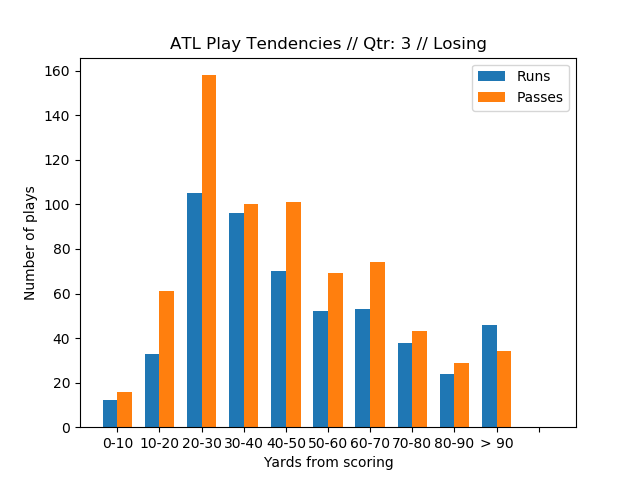 ATL Play Tendencies // Qtr: 3 // Losing
Runs
Passes
Number of plays
160
140
120
100
80
60
40
20
0
0-10 10-20 20-30 30-40 40-50 50-60 60-70 70-80 80-90 > 90
Yards from scoring